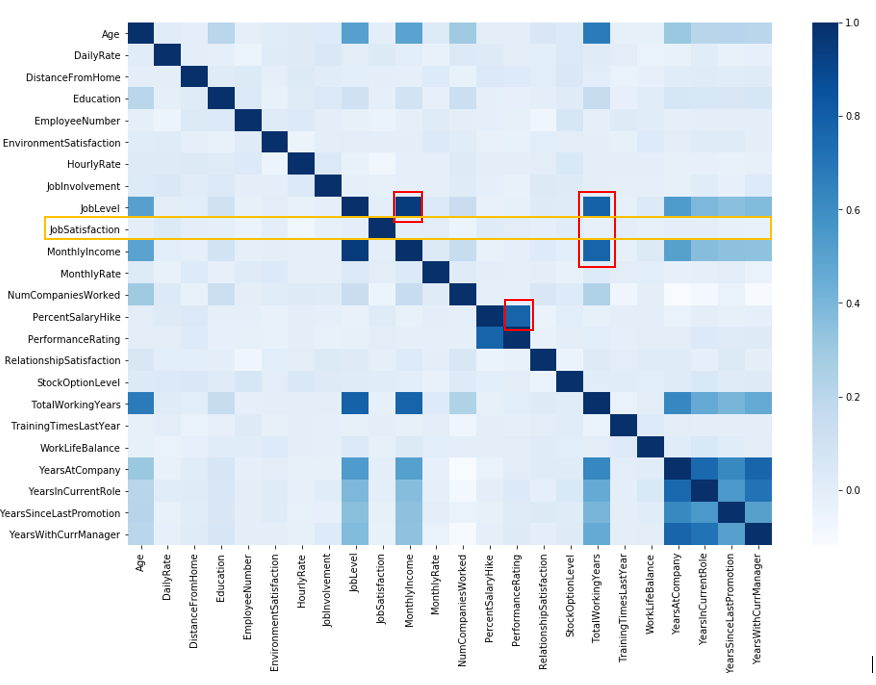 Age
DailyRate
DistanceFromHome
Education
EmployeeNumber
EnvironmentSatisfaction
HourlyRate
JobInvolvement
JobLevel
JobSatisfaction
MonthlyIncome
MonthlyRate
NumCompaniesWorked
PercentSalaryHike
PerformanceRating
RelationshipSatisfaction
StockOptionLevel
TotalWorkingYears
TrainingTimesLastYear
WorkLifeBalance
YearsAtCompany
YearsInCurrentRole
YearsSinceLastPromotion
YearsWithCurrManager
Age
DailyRate
DistanceFromHome
Education
EmployeeNumber
EnvironmentSatisfaction
HourlyRate
JobInvolvement
JobLevel
JobSatisfaction
MonthlyIncome
MonthlyRate
NumCompaniesWorked
PercentSalaryHike
PerformanceRating
RelationshipSatisfaction
StockOptionLevel
TotalWorkingYears
TrainingTimesLastYear
WorkLifeBalance
YearsAtCompany
YearsInCurrentRole
YearsSinceLastPromotion
YearsWithCurrManager
1.0
0.8
0.6
0.4
0.2
0.0